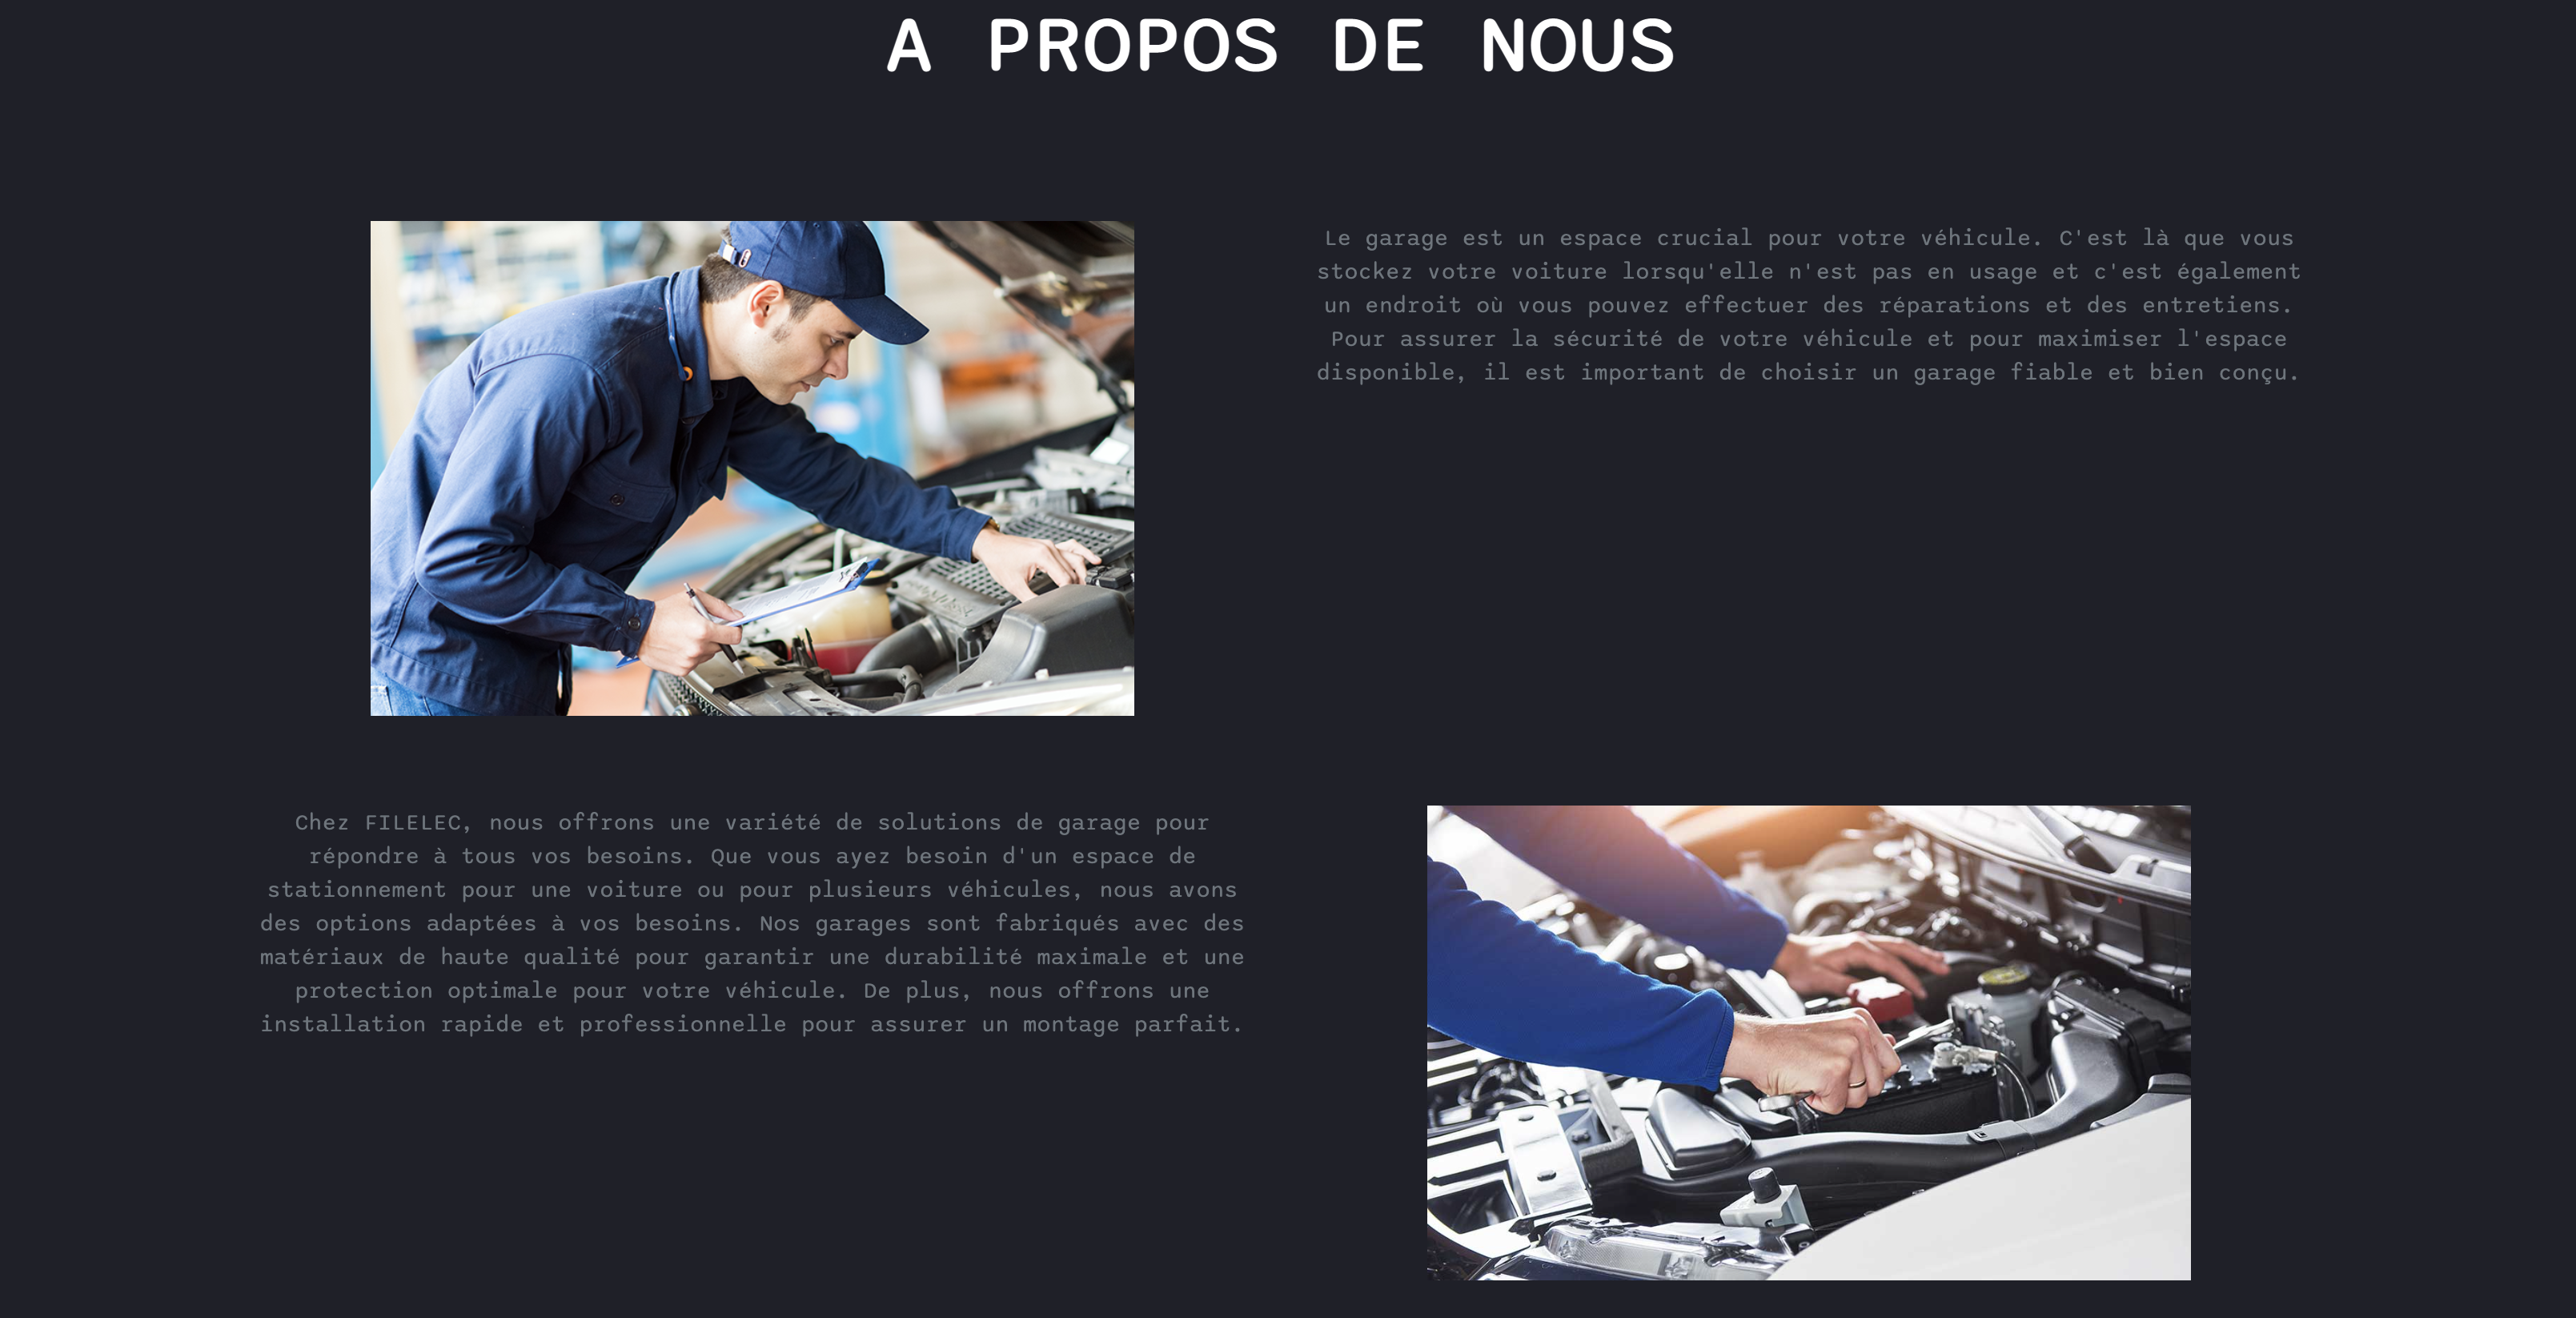 A PROPOS DE NOUS
Le garage est un espace crucial pour votre véhicule. C'est là que vous
stockez votre voiture lorsqu'elle n'est pas en usage et c'est également
un endroit où vous pouvez effectuer des réparations et des entretiens.
Pour assurer la sécurité de votre véhicule et pour maximiser l'espace
disponible, il est important de choisir un garage fiable et bien conçu.
Chez FILELEC, nous offrons une variété de solutions de garage pour
répondre à tous vos besoins. Que vous ayez besoin d'un espace de
stationnement pour une voiture ou pour plusieurs véhicules, nous avons
des options adaptées à vos besoins. Nos garages sont fabriqués avec des
matériaux de haute qualité pour garantir une durabilité maximale et une
protection optimale pour votre véhicule. De plus, nous offrons une
installation rapide et professionnelle pour assurer un montage parfait.